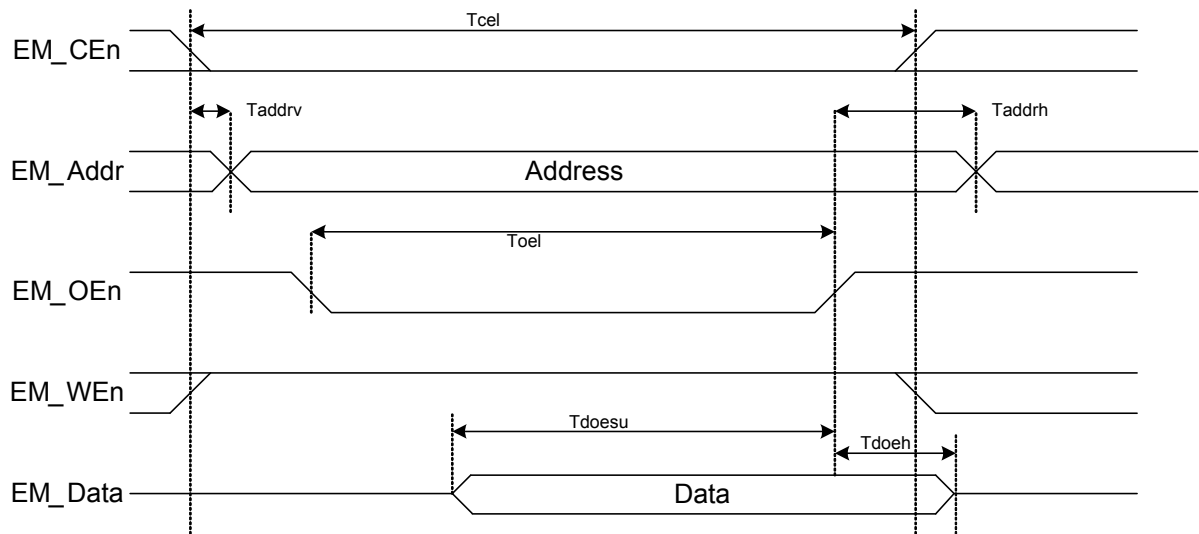 Tcel
EM_CEn
Taddrv
Taddrh
EM_Addr
Address
Toel
EM_OEn
EM_WEn
Tdoesu
Tdoeh
EM_Data
Data